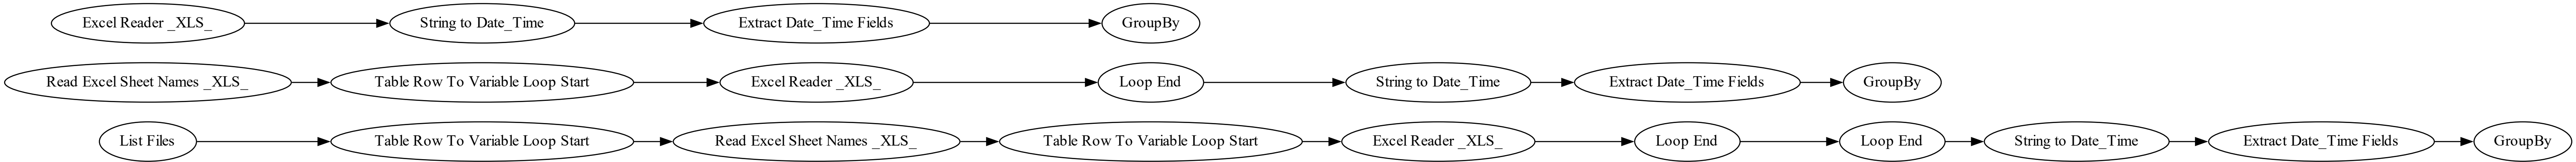 Excel Reader _XLS_
String to Date_Time
Extract Date_Time Fields
GroupBy
Read Excel Sheet Names _XLS_
Table Row To Variable Loop Start
Excel Reader _XLS_
Loop End
String to Date_Time
Extract Date_Time Fields
GroupBy
List Files
Table Row To Variable Loop Start
Read Excel Sheet Names _XLS_
Table Row To Variable Loop Start
Excel Reader _XLS_
Loop End
Loop End
String to Date_Time
Extract Date_Time Fields
GroupBy